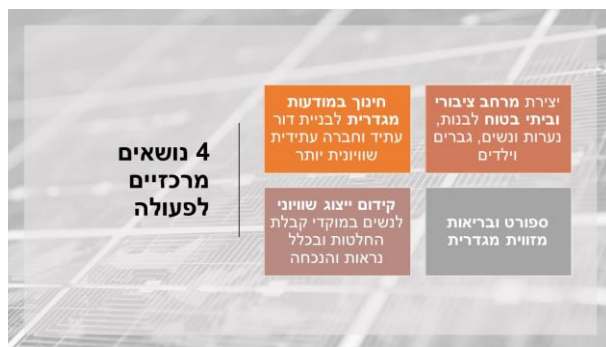 4 נושאים
מרכזיים
לפעולה
יצירת מרחב ציבורי
וביתי בטוח לבנות,
נערות ונשים, גברים
וילדים
חינוך במודעות
מגדרית לבניית דור
עתיד וחברה עתידית
שוויונית יותר
ספורט ובריאות
מזווית מגדרית
קידום ייצוג שוויוני
לנשים במוקדי קבלת
החלטות ובכלל
נראות והנכחה